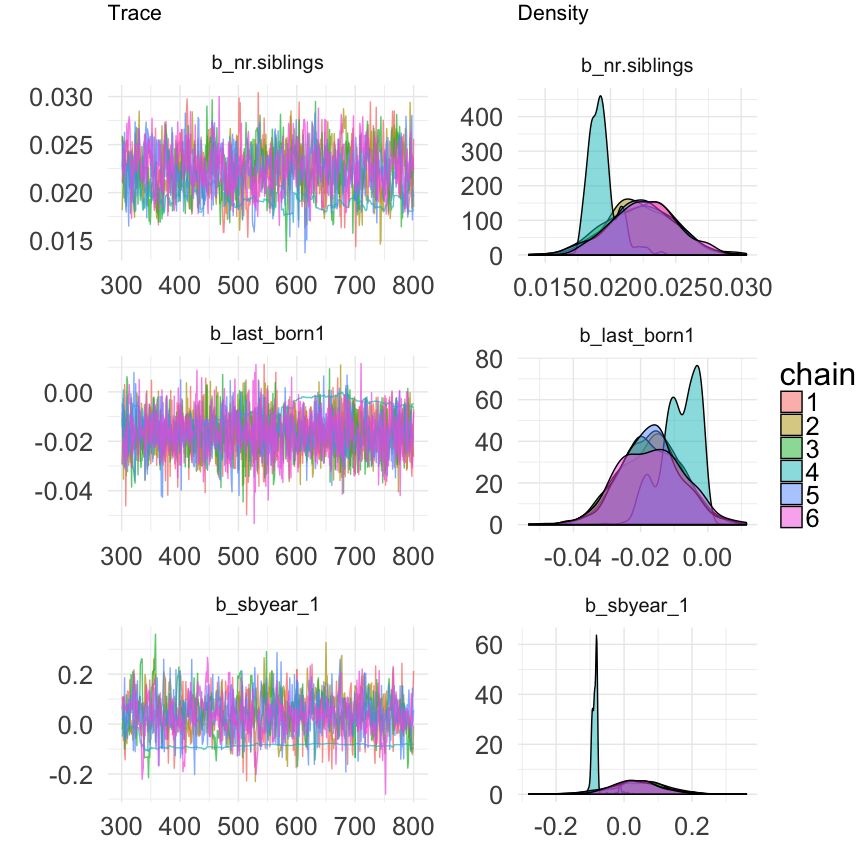 Trace
Density
b_nr.siblings
b_nr.siblings
0.030
0.025
0.020
0.015
300 400 500 600 700 800
400
300
200
100
0
0.0150.0200.0250.030
b_last_born1
b_last_born1
0.00
-0.02
-0.04
300 400 500 600 700 800
80
60
40
20
0
-0.04 -0.02 0.00
chain
1
2
3
4
5
6
b_sbyear_1
b_sbyear_1
0.2
0.0
-0.2
300 400 500 600 700 800
60
40
20
0
-0.2 0.0 0.2